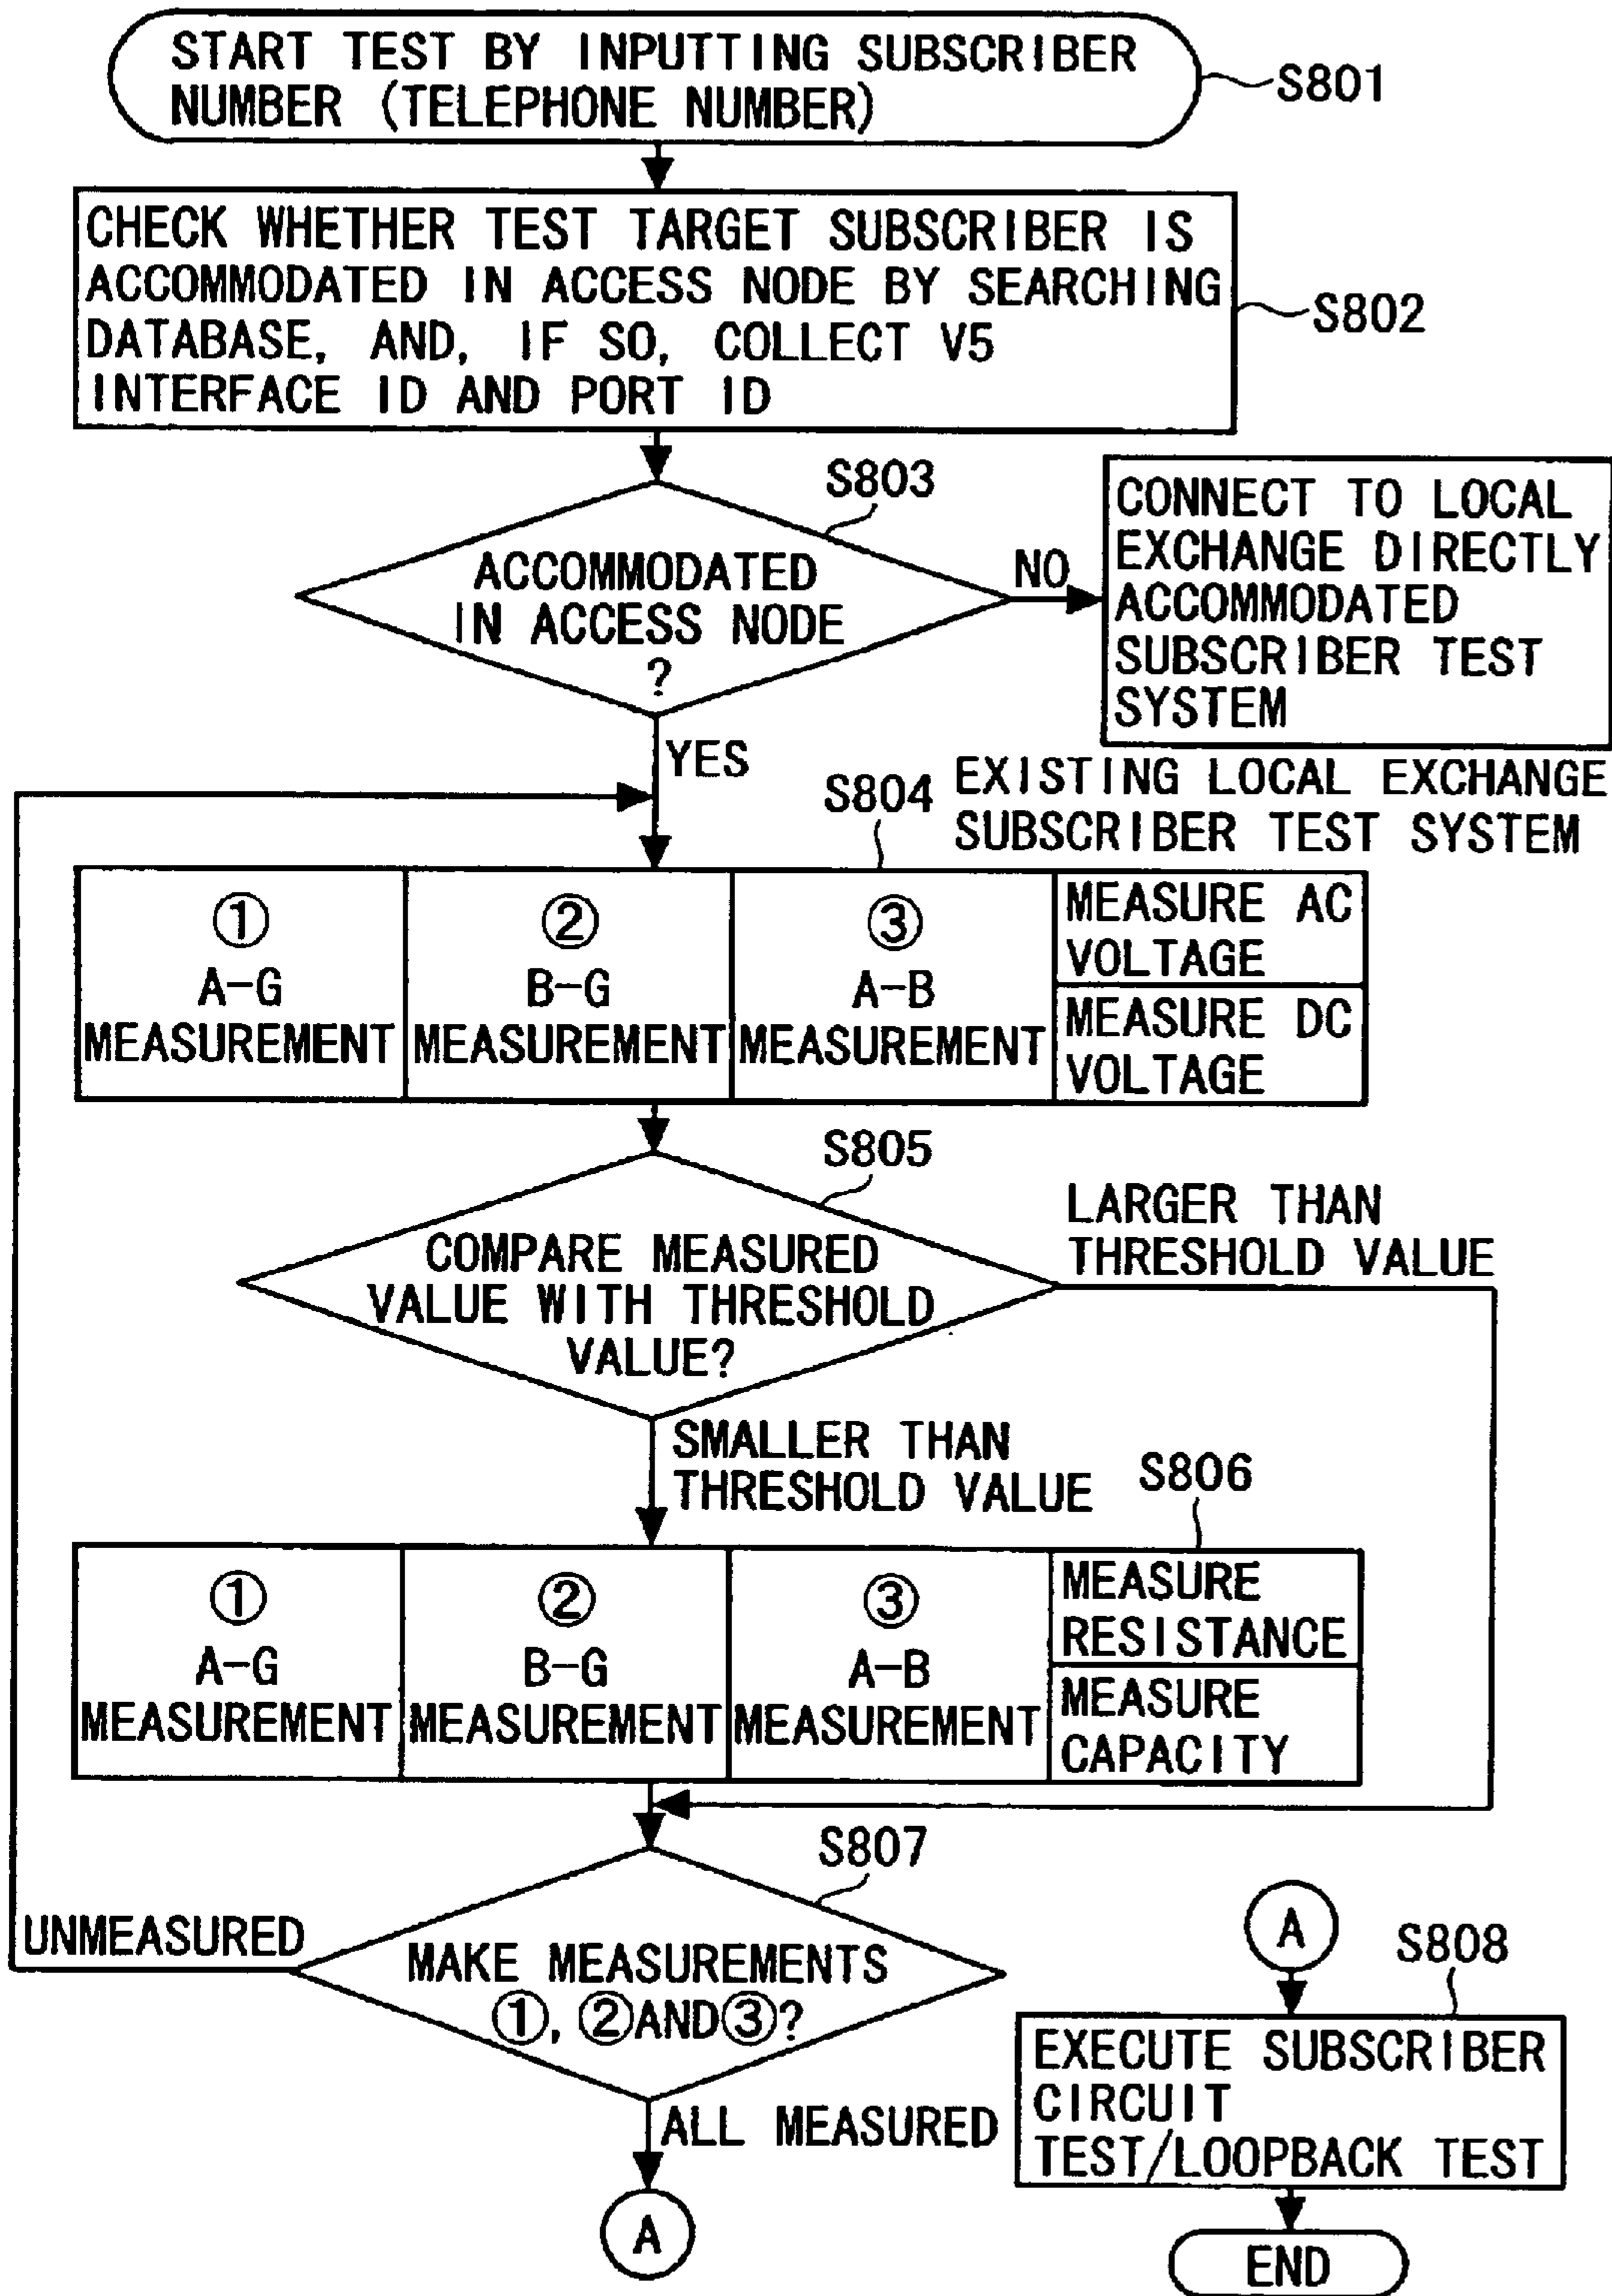 START TEST BY INPUTTING SUBSCRIBER
NUMBER (TELEPHONE NUMBER)
S801
CHECK WHETHER TEST TARGET SUBSCRIBER IS
ACCOMMODATED IN ACCESS NODE BY SEARCHING
DATABASE, AND, IF SO, COLLECT V5
INTERFACE ID AND PORT ID
S802
S803
ACCOMMODATED
IN ACCESS NODE
?
NO
CONNECT TO LOCAL
EXCHANGE DIRECTLY
ACCOMMODATED
SUBSCRIBER TEST
SYSTEM
YES
EXISTING LOCAL EXCHANGE
SUBSCRIBER TEST SYSTEM
S804
①
A-G
MEASUREMENT
②
B-G
MEASUREMENT
③
A-B
MEASUREMENT
MEASURE AC
VOLTAGE
MEASURE DC
VOLTAGE
S805
COMPARE MEASURED
VALUE WITH THRESHOLD
VALUE?
LARGER THAN
THRESHOLD VALUE
SMALLER THAN
THRESHOLD VALUE
S806
①
A-G
MEASUREMENT
②
B-G
MEASUREMENT
③
A-B
MEASUREMENT
MEASURE
RESISTANCE
MEASURE
CAPACITY
S807
UNMEASURED
MAKE MEASUREMENTS
①, ②AND③?
ALL MEASURED
A
A
S808
EXECUTE SUBSCRIBER
CIRCUIT
TEST/LOOPBACK TEST
END